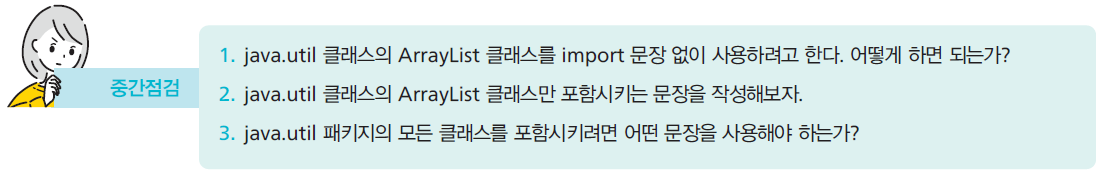 중간점검
1. java.util 클래스의 ArrayList 클래스를 import 문장 없이 사용하려고 한다. 어떻게 하면 되는가?
2. java.util 클래스의 ArrayList 클래스만 포함시키는 문장을 작성해보자.
3. java.util 패키지의 모든 클래스를 포함시키려면 어떤 문장을 사용해야 하는가?